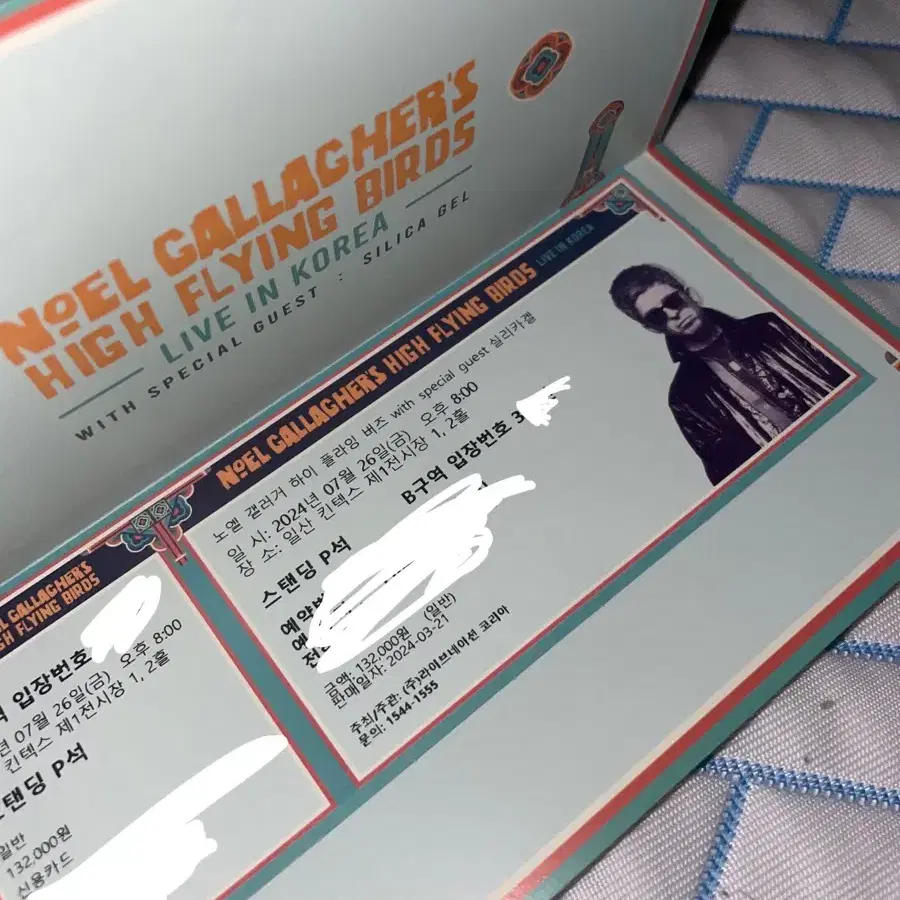 NOEL GALLAGHER'S
HIGH FLYING BIRDS
LIVE IN KOREA
WITH SPECIAL GUEST : SILICA GEL
NOEL GALLAGHER'S HIGH FLYING BIRDS LIVE IN KOREA
노엘 갤러거 하이 플라잉 버즈 with special guest 실리카겔
일 시: 2024년 07월 26일(금) 오후 8:00
장 소: 일산 킨텍스 제1전시장 1, 2홀
B구역 입장번호 3
스탠딩 P석
금액: 132,000원 (일반)
판매일자: 2024-03-21
주최/주관: (주)라이브네이션 코리아
문의: 1544-1555
GALLAGHER'S
FLYING BIRDS
입장번호
07월 26일(금) 오후 8:00
킨텍스 제1전시장 1, 2홀
스탠딩 P석
일반
132,000원
신용카드